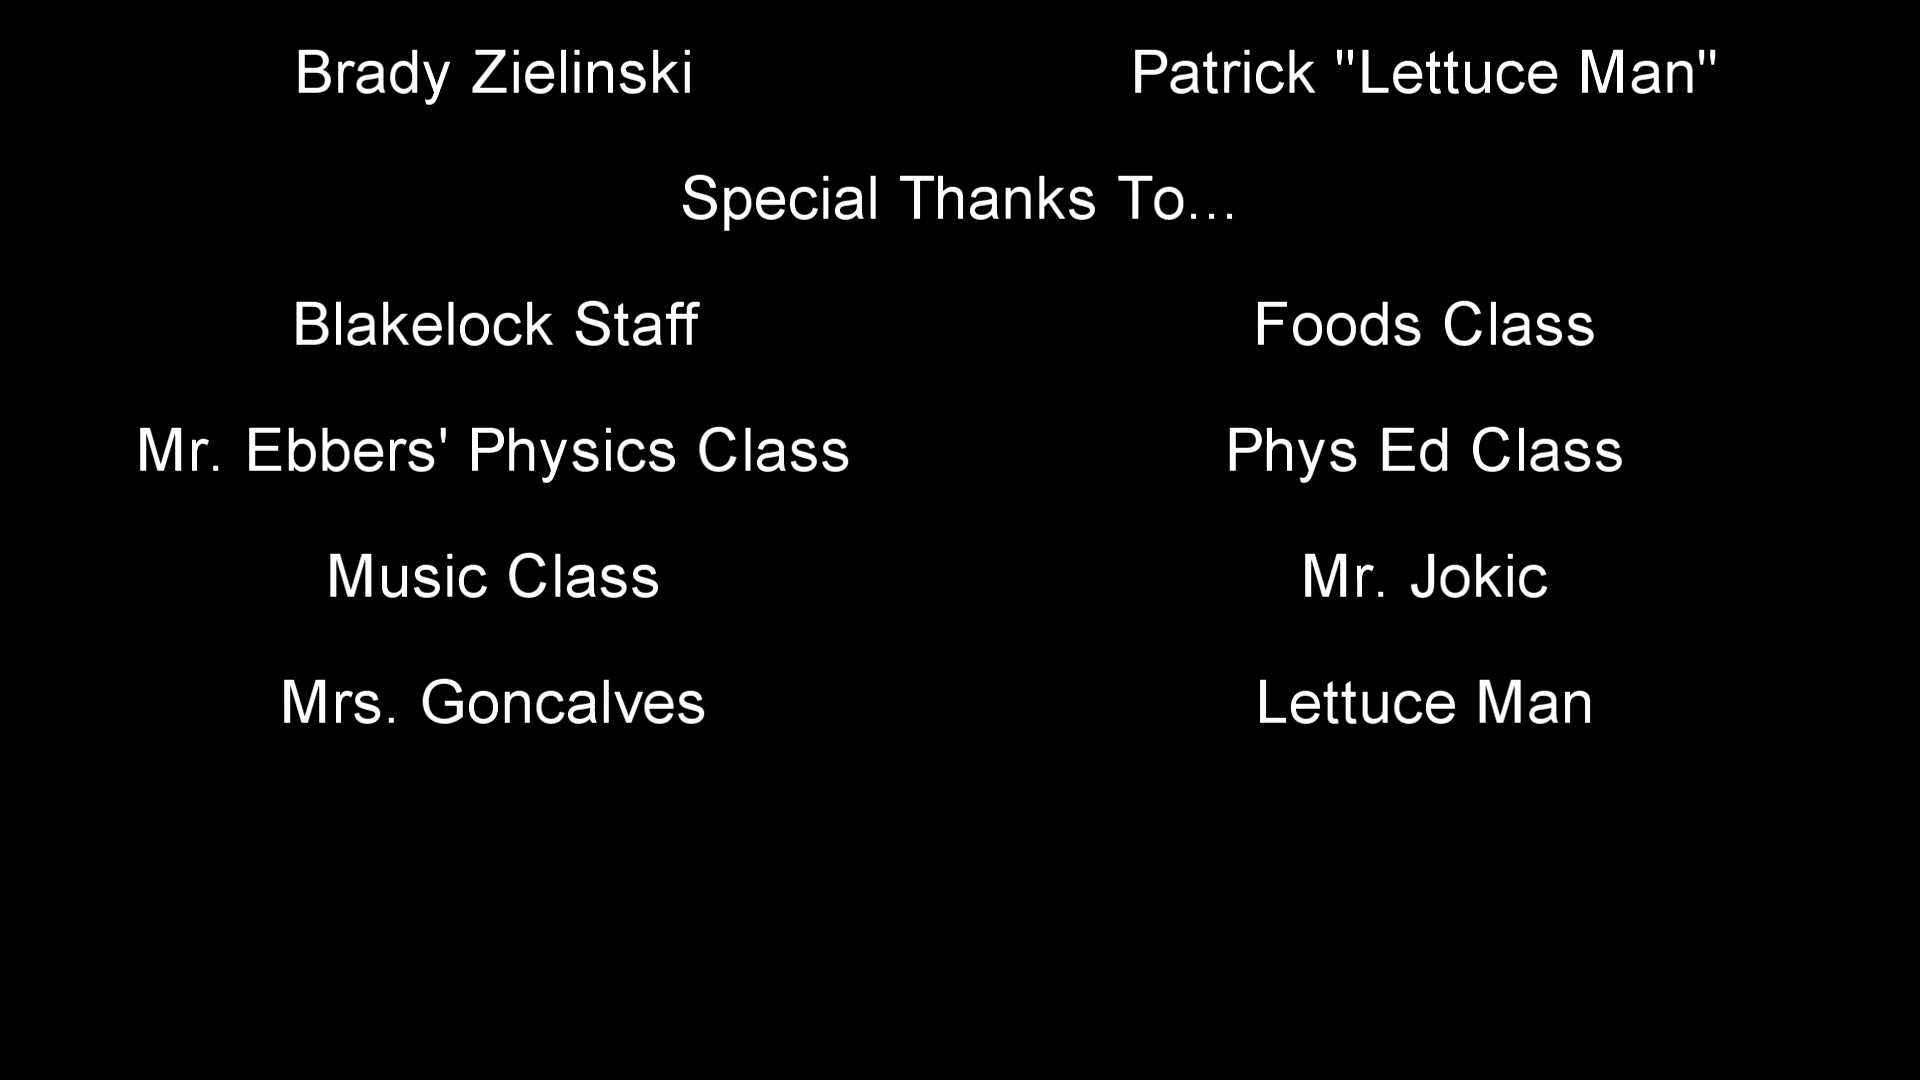 Brady Zielinski Patrick "Lettuce Man"
Special Thanks To...
Blakelock Staff Foods Class
Mr. Ebbers' Physics Class Phys Ed Class
Music Class Mr. Jokic
Mrs. Goncalves Lettuce Man